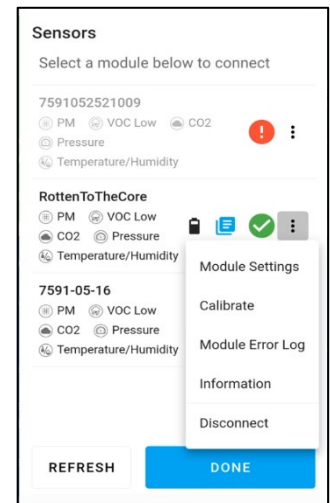 Sensors
Select a module below to connect
7591052521009
PM VOC Low CO2
Pressure
Temperature/Humidity
RottenToTheCore
PM VOC Low
CO2 Pressure
Temperature/Humidity
7591-05-16
PM VOC Low
CO2 Pressure
Temperature/Humidity
Module Settings
Calibrate
Module Error Log
Information
Disconnect
REFRESH DONE